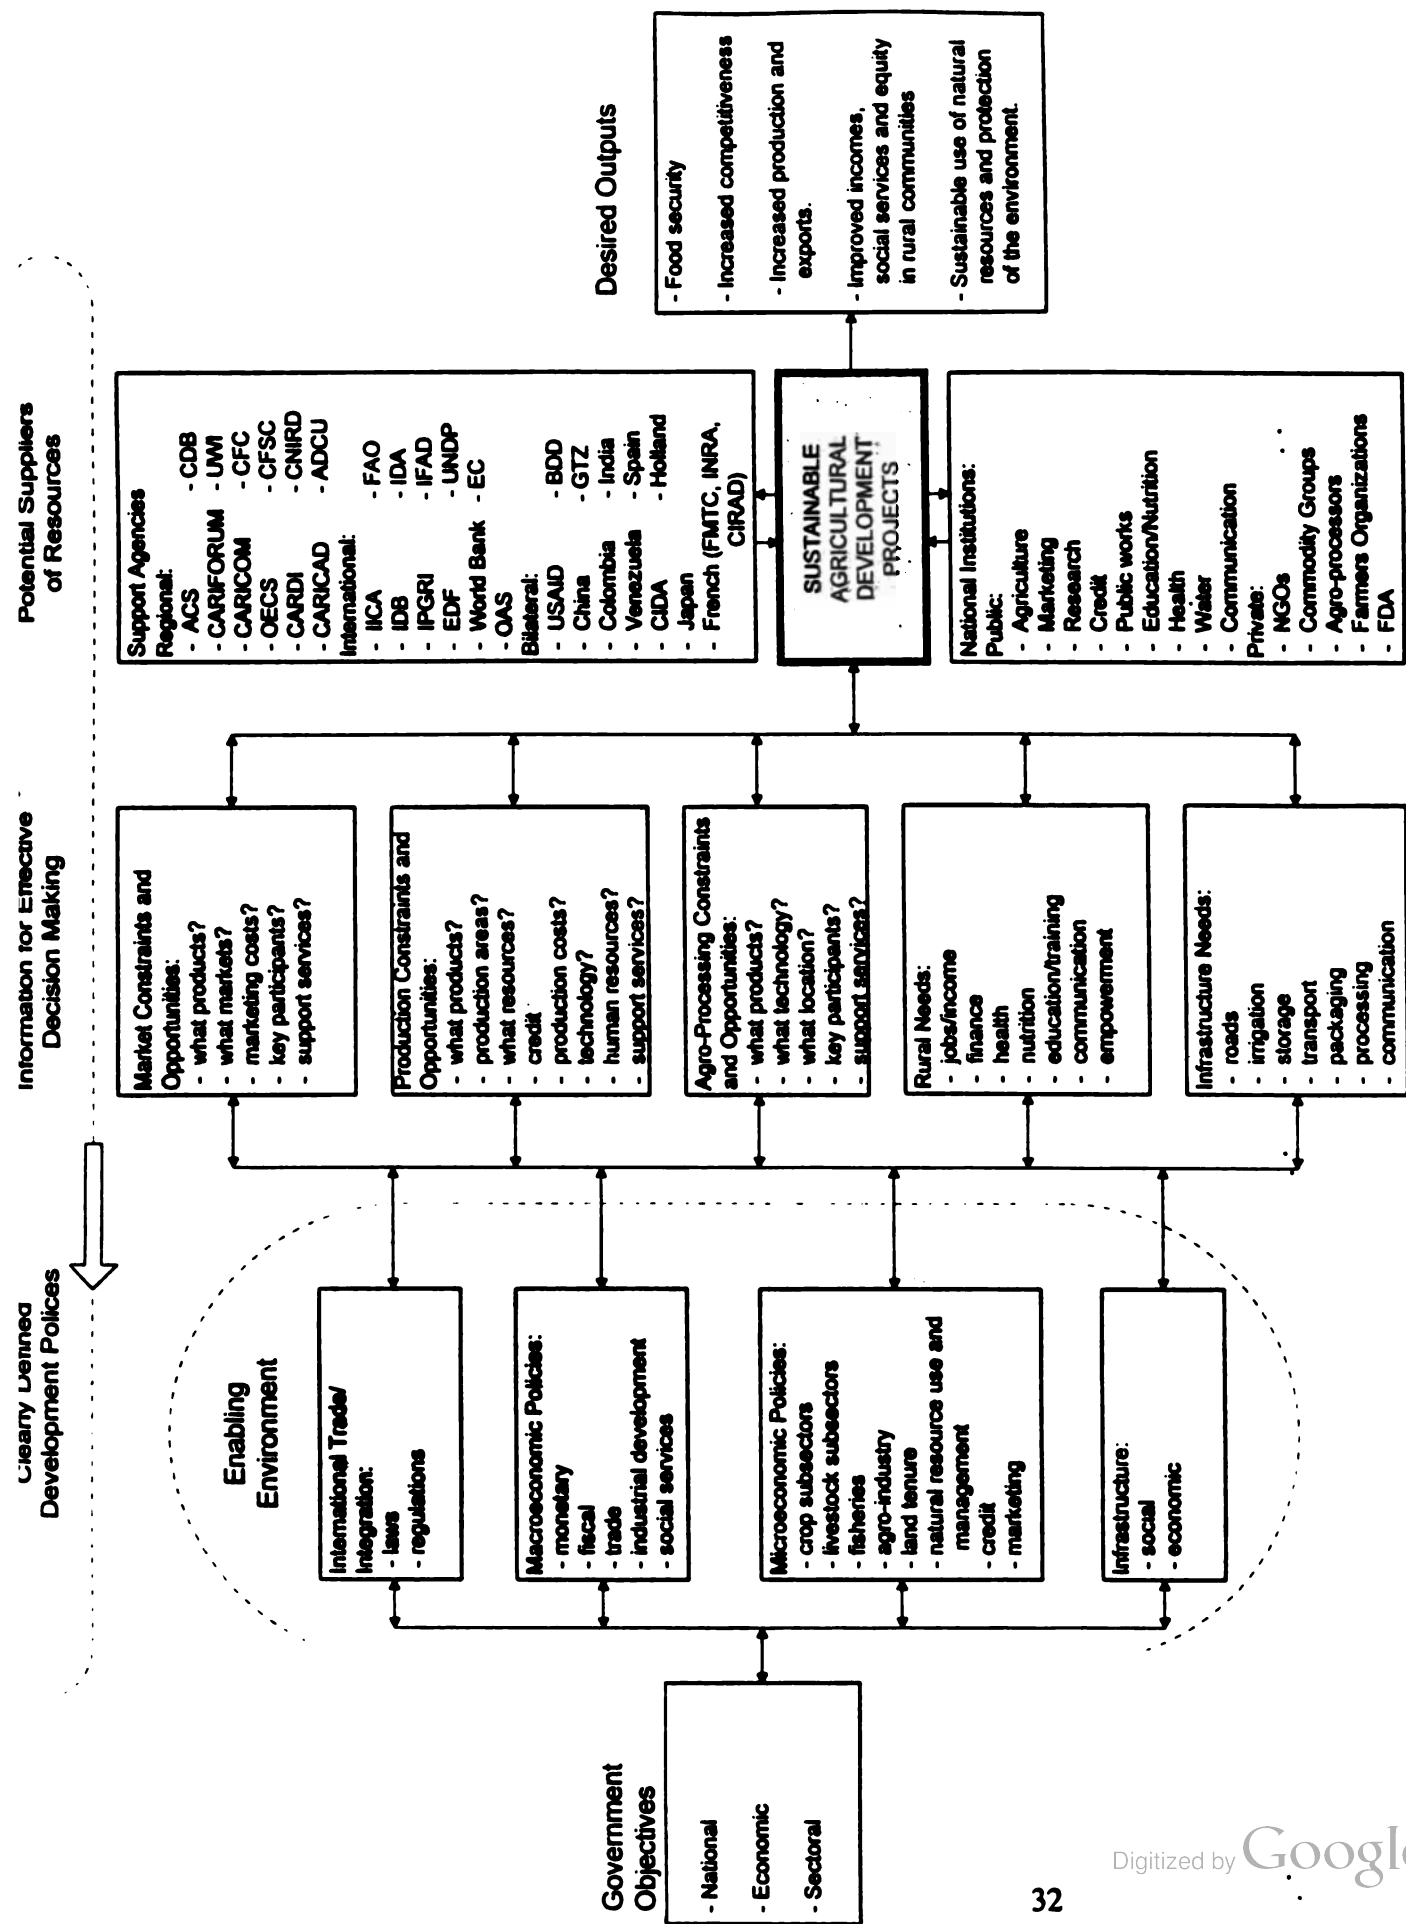 Clearly Defined
Development Polices
Information for Effective
Decision Making
Potential Suppliers
of Resources
Government
Objectives
- National
- Economic
- Sectoral
Enabling
Environment
International Trade/
Integration:
- laws
- regulations
Macroeconomic Policies:
- monetary
- fiscal
- trade
- industrial development
- social services
Microeconomic Policies:
- crop subsectors
- livestock subsectors
- fisheries
- agro-industry
- land tenure
- natural resource use and
management
- credit
- marketing
Infrastructure:
- social
- economic
Market Constraints and
Opportunities:
- what products?
- what markets?
- marketing costs?
- key participants?
- support services?
Production Constraints and
Opportunities:
- what products?
- production areas?
- what resources?
- credit
- production costs?
- technology?
- human resources?
- support services?
Agro-Processing Constraints
and Opportunities:
- what products?
- what technology?
- what location?
- key participants?
- support services?
Rural Needs:
- jobs/income
- finance
- health
- nutrition
- education/training
- communication
- empowerment
Infrastructure Needs:
- roads
- irrigation
- storage
- transport
- packaging
- processing
- communication
Support Agencies
Regional:
- ACS - CDB
- CARIFORUM - UWI
- CARICOM - CFC
- OECS - CFSC
- CARDI - CNIRD
- CARICAD - ADCU
International:
- IICA - FAO
- IDB - IDA
- IPGRI - IFAD
- EDF - UNDP
- World Bank - EC
- OAS
Bilateral:
- USAID - BDD
- China - GTZ
- Colombia - India
- Venezuela - Spain
- CIDA - Holland
- Japan
- French (FMTC, INRA,
CIRAD)
SUSTAINABLE
AGRICULTURAL
DEVELOPMENT
PROJECTS
National Institutions:
Public:
- Agriculture
- Marketing
- Research
- Credit
- Public works
- Education/Nutrition
- Health
- Water
- Communication
Private:
- NGOs
- Commodity Groups
- Agro-processors
- Farmers Organizations
- FDA
Desired Outputs
- Food security
- Increased competitiveness
- Increased production and
exports.
- Improved incomes,
social services and equity
in rural communities
- Sustainable use of natural
resources and protection
of the environment.
32
Digitized by Google